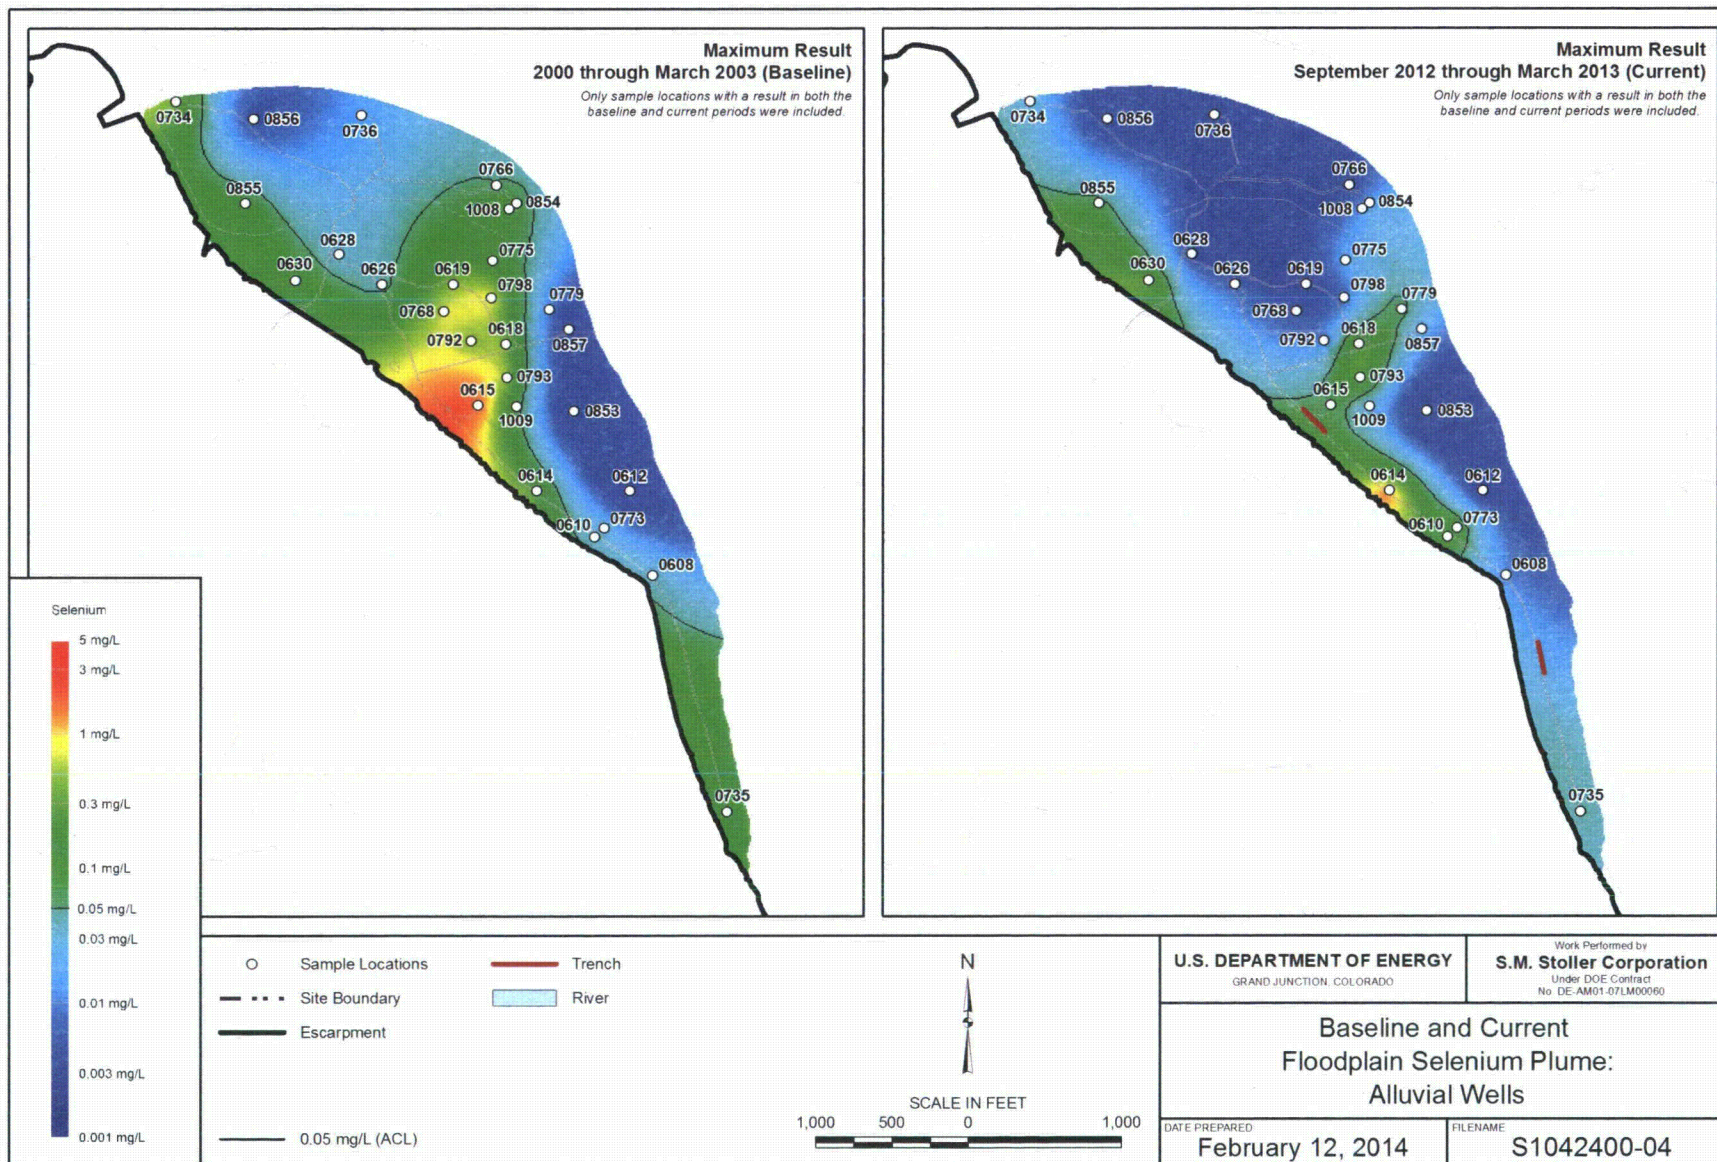 Maximum Result
2000 through March 2003 (Baseline)
Only sample locations with a result in both the
baseline and current periods were included.
0734
0856
0736
0766
0855
0854
1008
0628
0775
0630
0626
0619
0798
0779
0768
0618
0792
0857
0793
0615
0853
1009
0614
0612
0610
0773
0608
0735
Maximum Result
September 2012 through March 2013 (Current)
Only sample locations with a result in both the
baseline and current periods were included.
0734
0856
0736
0766
0855
0854
1008
0628
0775
0630
0626
0619
0798
0779
0768
0618
0792
0857
0793
0615
0853
1009
0614
0612
0610
0773
0608
0735
Selenium
5 mg/L
3 mg/L
1 mg/L
0.3 mg/L
0.1 mg/L
0.05 mg/L
0.03 mg/L
0.01 mg/L
0.003 mg/L
0.001 mg/L
Sample Locations
Site Boundary
Escarpment
0.05 mg/L (ACL)
Trench
River
N
SCALE IN FEET
1,000 500 0 1,000
U.S. DEPARTMENT OF ENERGY
GRAND JUNCTION, COLORADO
Work Performed by
S.M. Stoller Corporation
Under DOE Contract
No. DE-AM01-07LM00060
Baseline and Current
Floodplain Selenium Plume:
Alluvial Wells
DATE PREPARED
February 12, 2014
FILENAME
S1042400-04